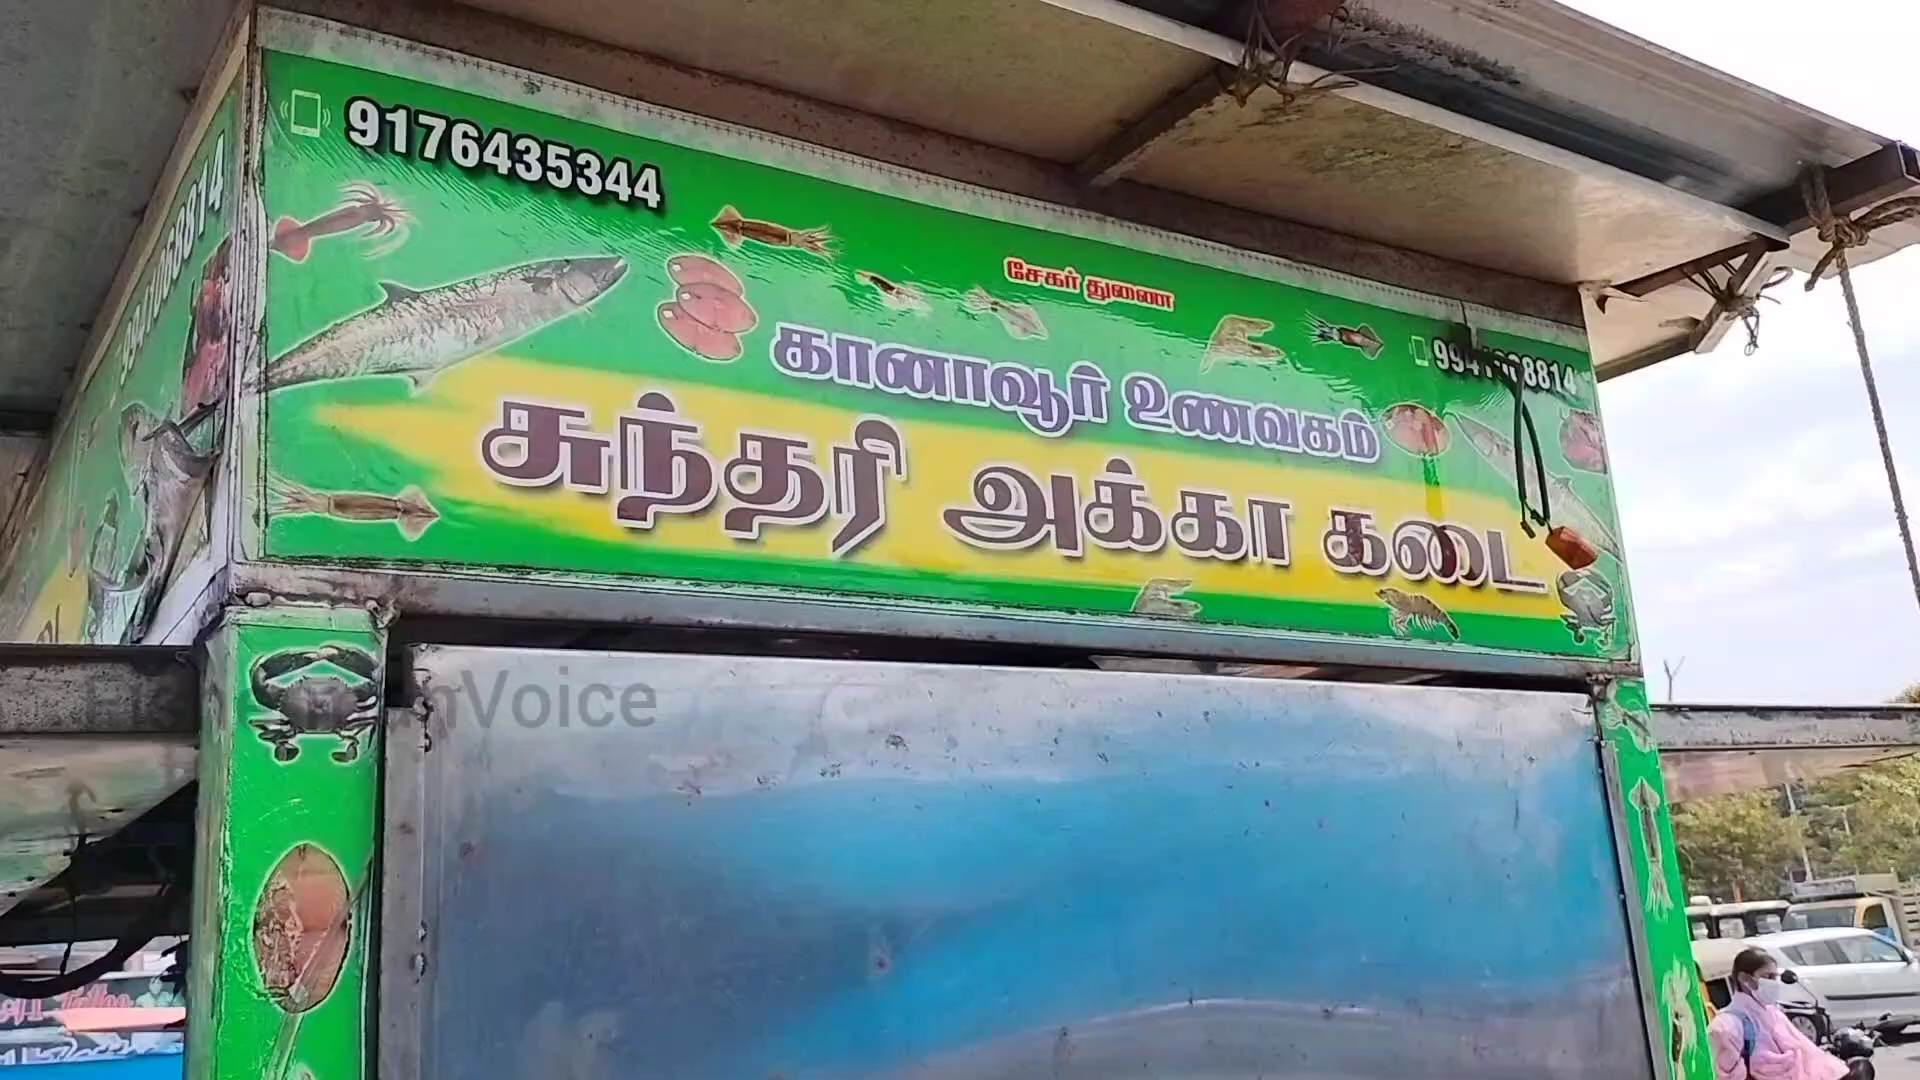 9176435344
சேகர் துணை
கானாவூர் உணவகம்
சுந்தரி அக்கா கடை